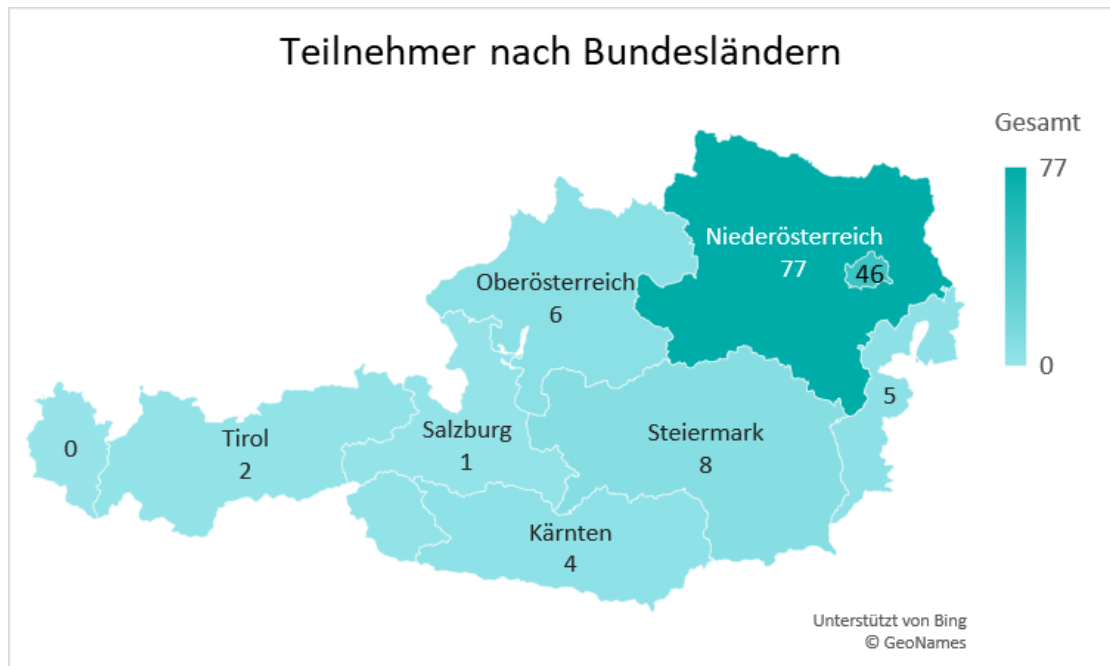 Teilnehmer nach Bundesländern
Gesamt
77
0
Niederösterreich
77
46
Oberösterreich
6
5
Steiermark
8
Salzburg
1
Tirol
2
0
Kärnten
4
Unterstützt von Bing
© GeoNames